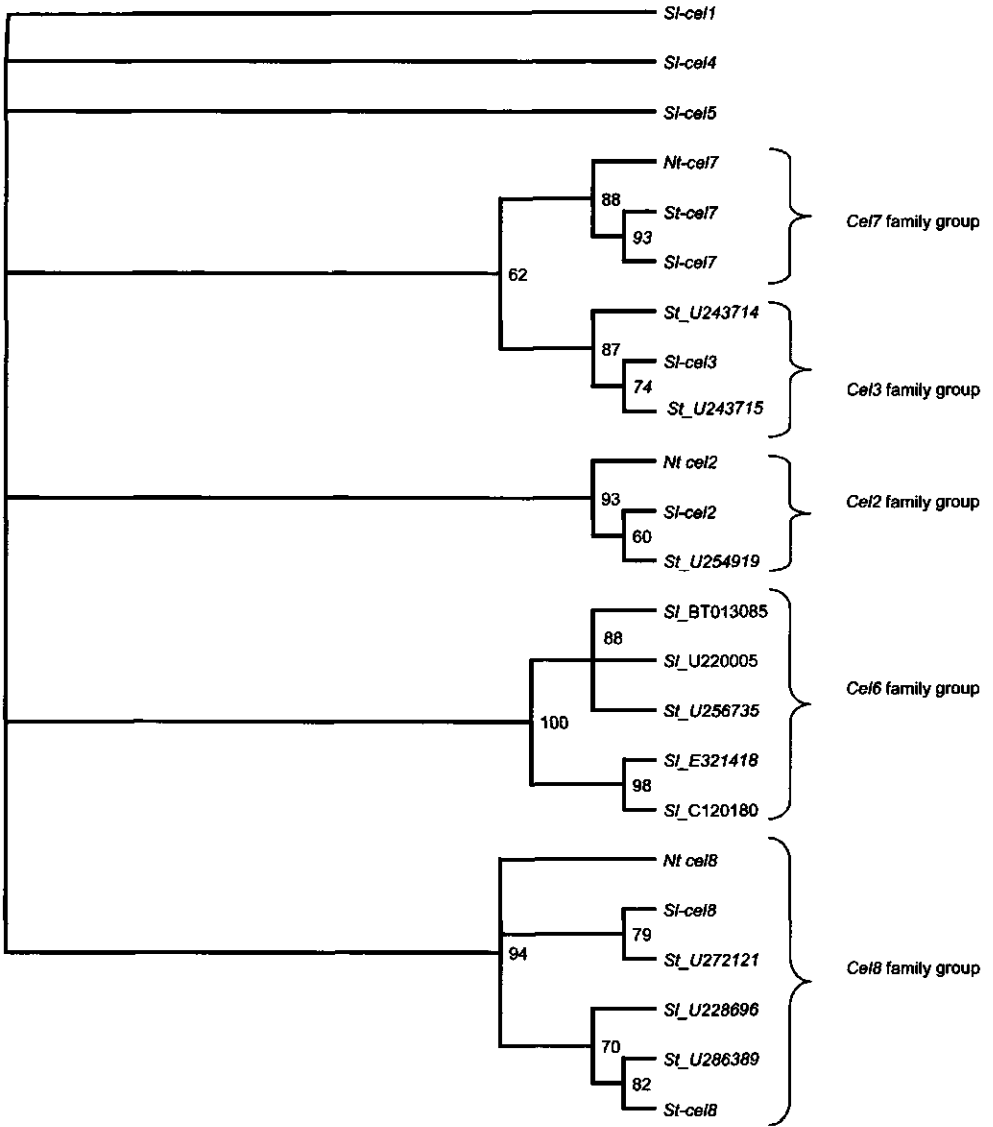 Sl-cel1
Sl-cel4
Sl-cel5
Nt-cel7
88
St-cel7
93
Cel7 family group
Sl-cel7
62
St_U243714
87
Sl-cel3
74
Cel3 family group
St_U243715
Nt cel2
93
Sl-cel2
Cel2 family group
60
St_U254919
Sl_BT013085
88
Sl_U220005
Cel6 family group
St_U256735
100
Sl_E321418
98
Sl_C120180
Nt cel8
Sl-cel8
79
94
St_U272121
Cel8 family group
Sl_U228696
70
St_U286389
82
St-cel8